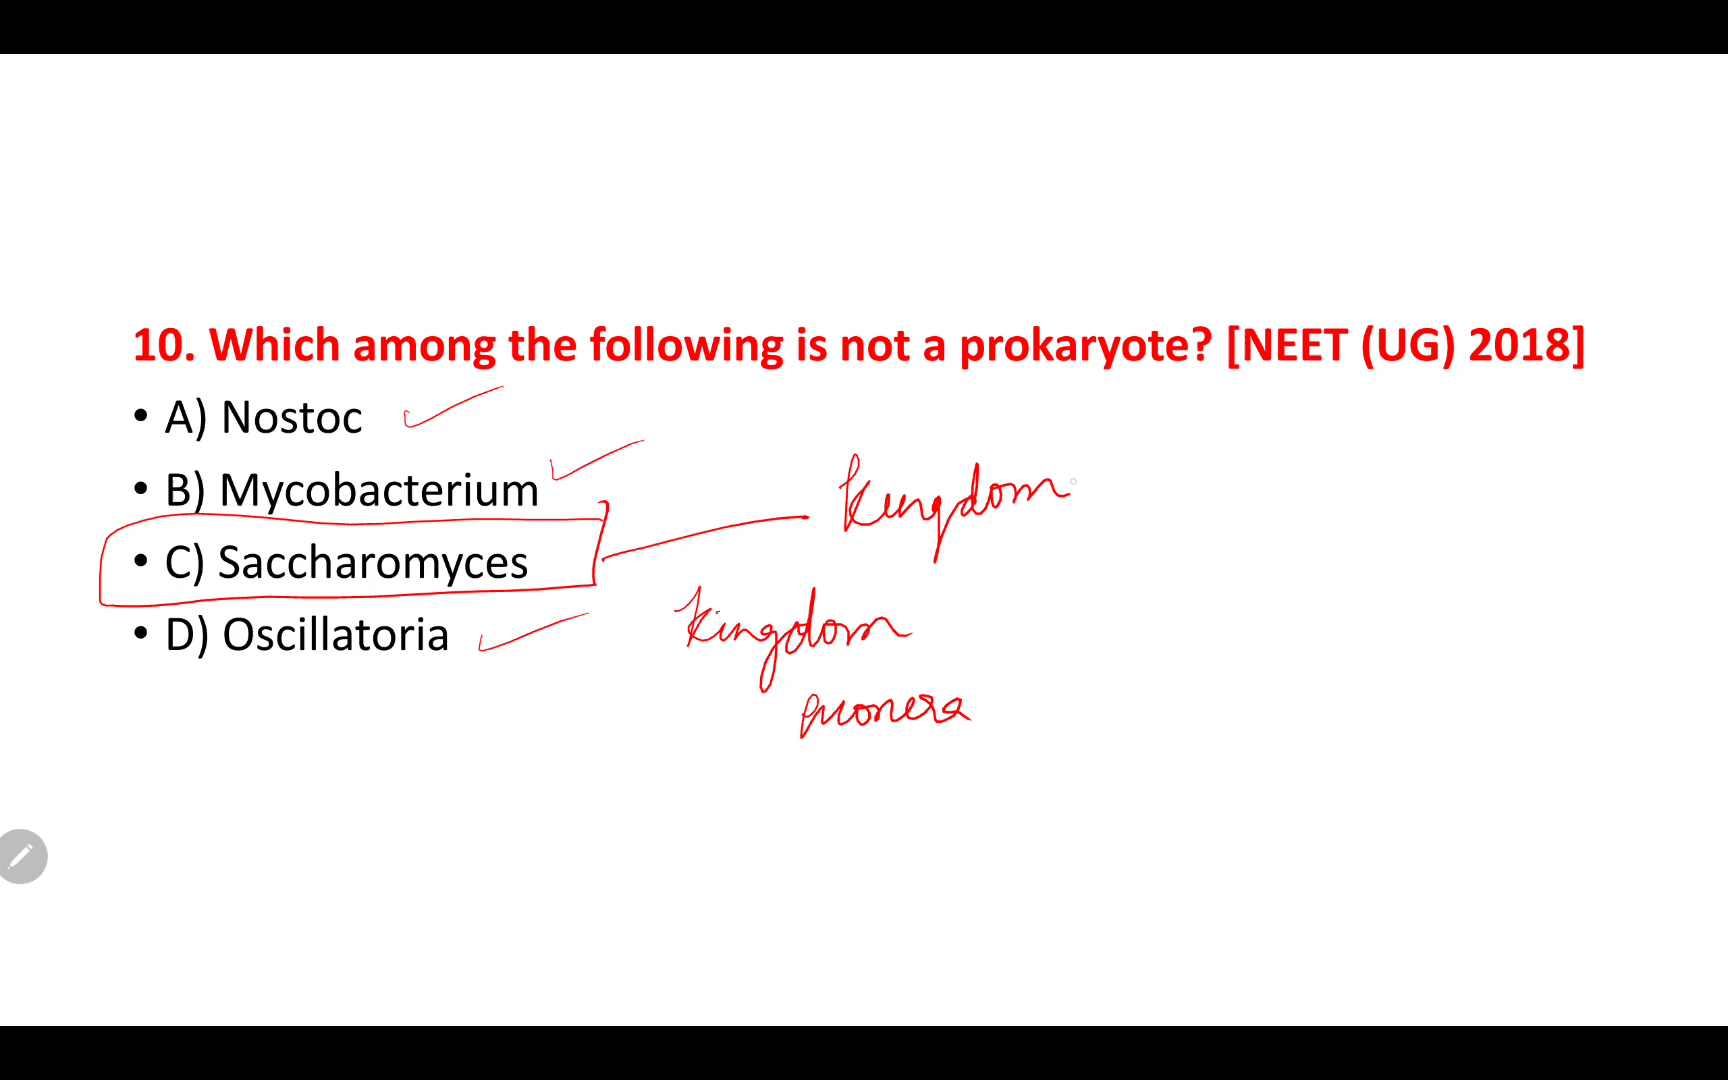 10. Which among the following is not a prokaryote? [NEET (UG) 2018]
• A) Nostoc
• B) Mycobacterium
kingdom
• C) Saccharomyces
kingdom
• D) Oscillatoria
monera